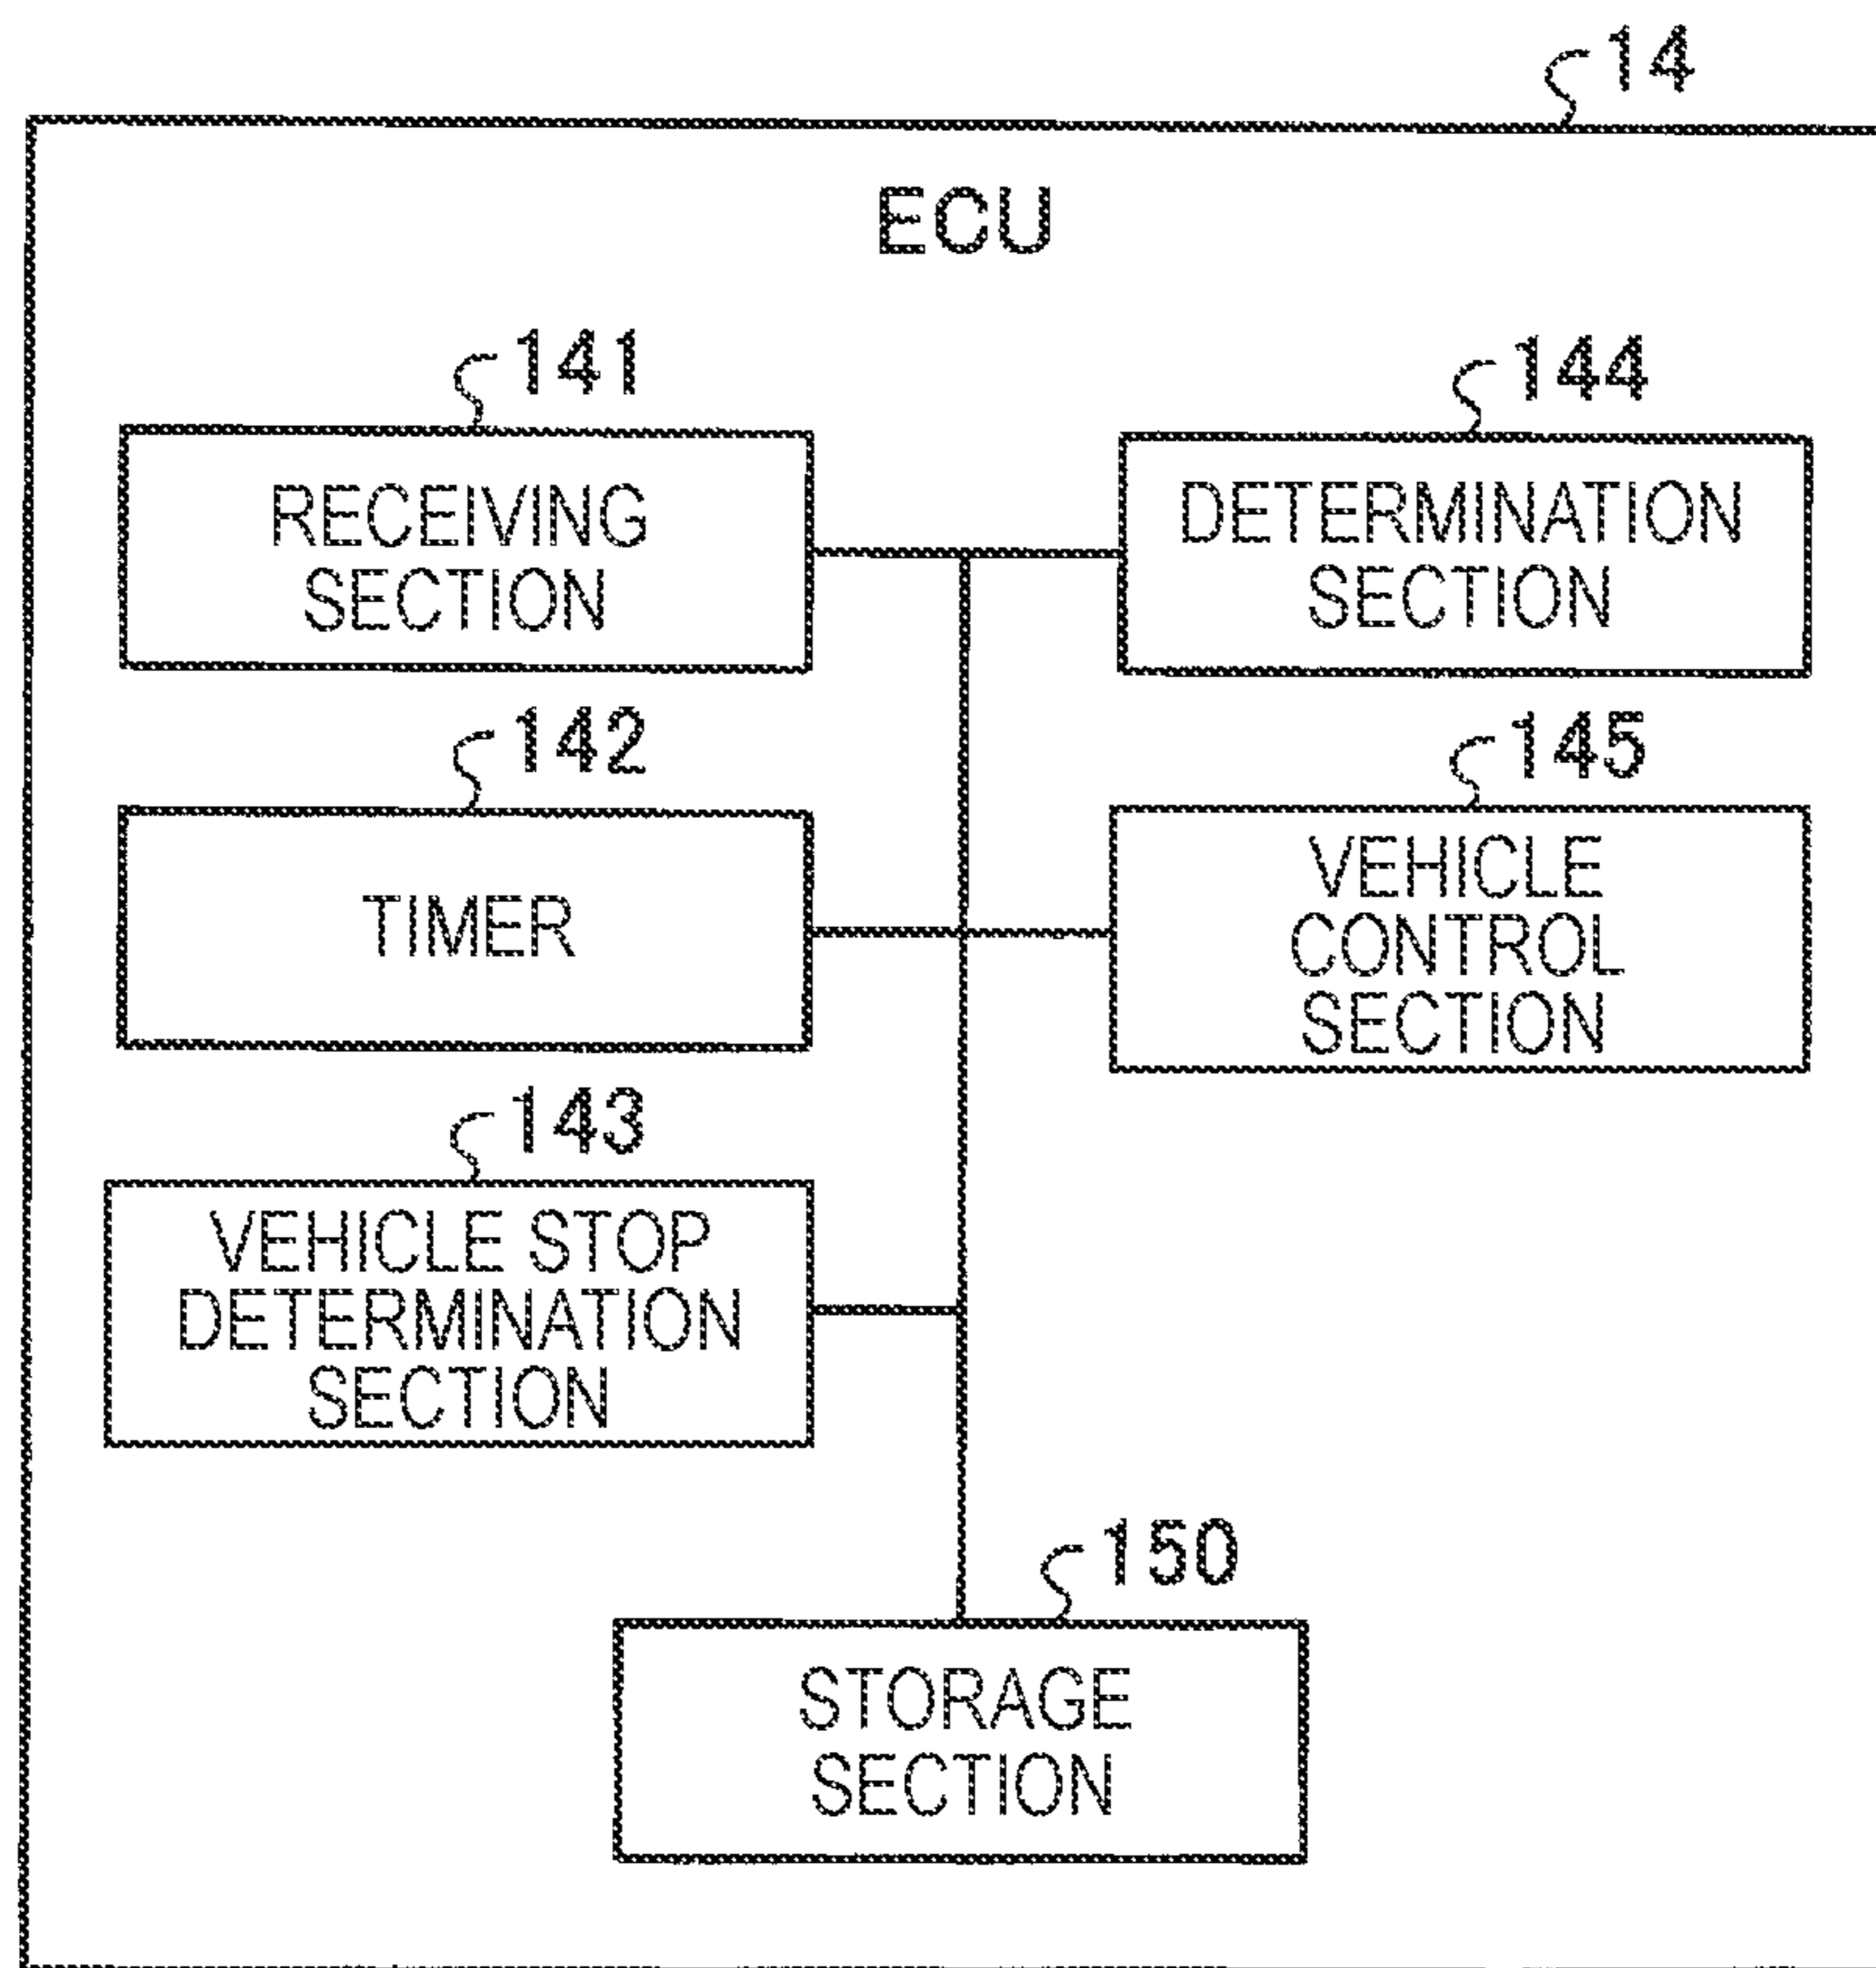 14
ECU
141
RECEIVING
SECTION
144
DETERMINATION
SECTION
142
TIMER
145
VEHICLE
CONTROL
SECTION
143
VEHICLE STOP
DETERMINATION
SECTION
150
STORAGE
SECTION